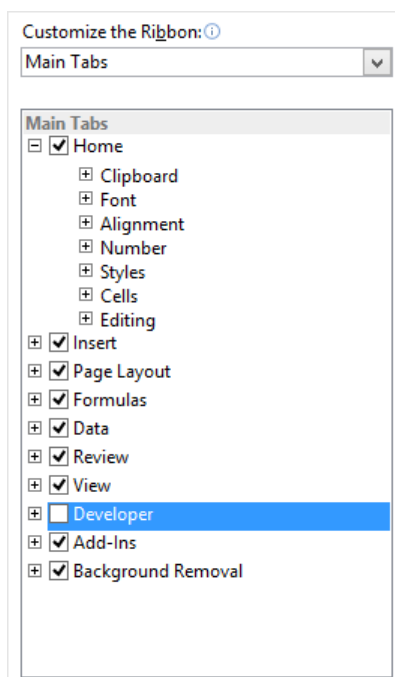 Customize the Ribbon:
Main Tabs
Main Tabs
Home
Clipboard
Font
Alignment
Number
Styles
Cells
Editing
Insert
Page Layout
Formulas
Data
Review
View
Developer
Add-Ins
Background Removal